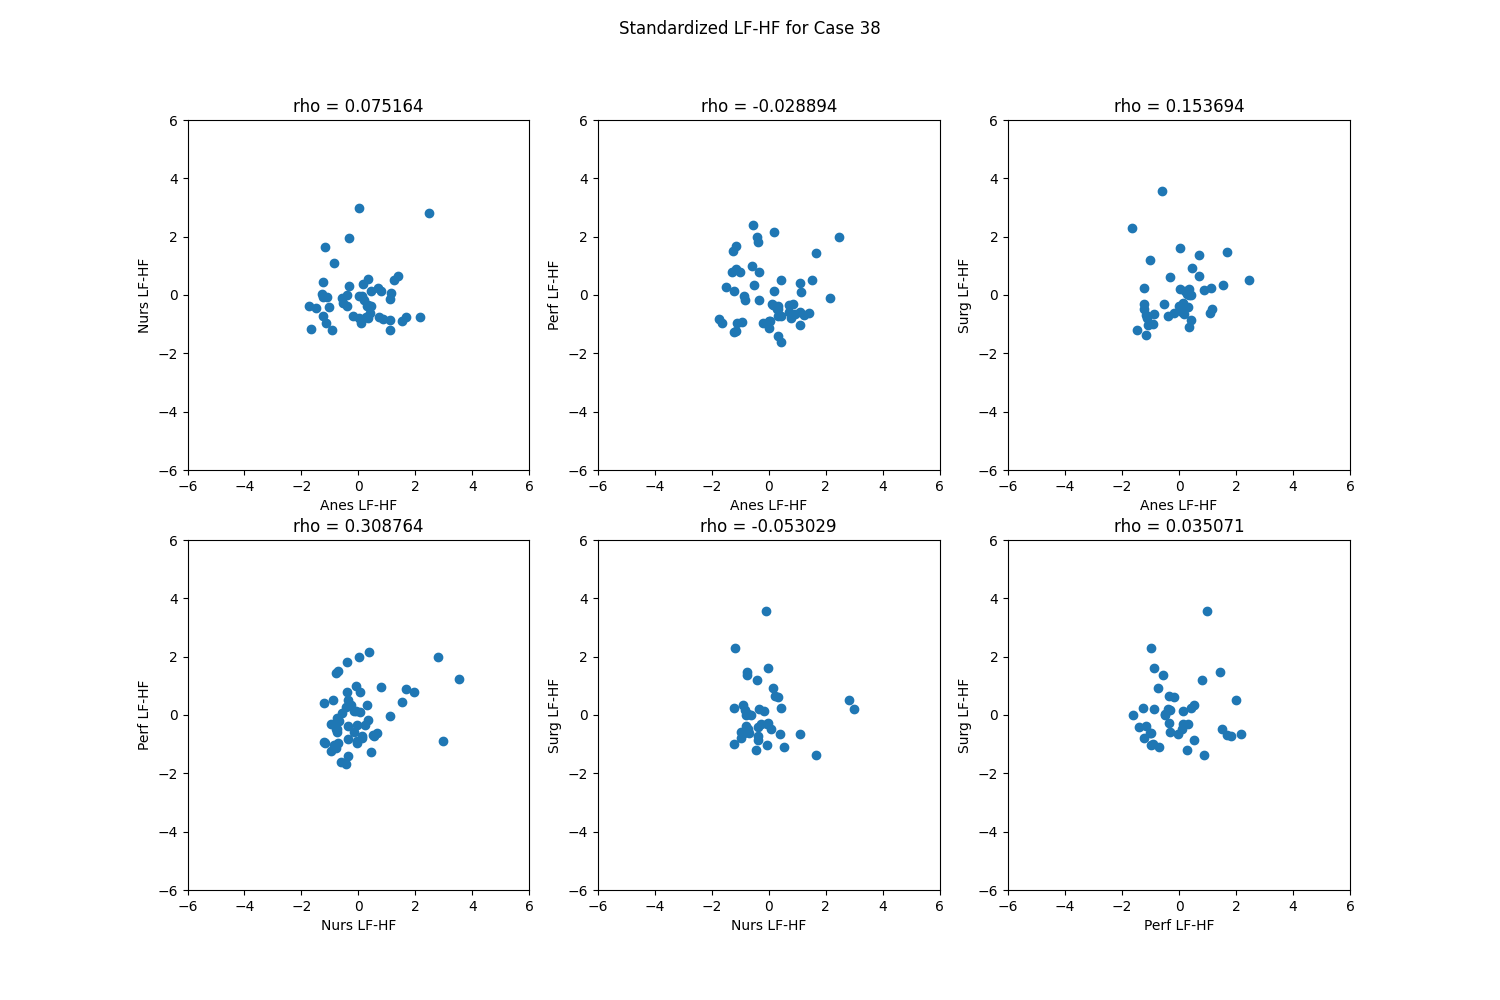 Standardized LF-HF for Case 38
rho = 0.075164
6
4
2
0
−2
−4
−6
Nurs LF-HF
−6 −4 −2 0 2 4 6
Anes LF-HF
rho = -0.028894
6
4
2
0
−2
−4
−6
Perf LF-HF
−6 −4 −2 0 2 4 6
Anes LF-HF
rho = 0.153694
6
4
2
0
−2
−4
−6
Surg LF-HF
−6 −4 −2 0 2 4 6
Anes LF-HF
rho = 0.308764
6
4
2
0
−2
−4
−6
Perf LF-HF
−6 −4 −2 0 2 4 6
Nurs LF-HF
rho = -0.053029
6
4
2
0
−2
−4
−6
Surg LF-HF
−6 −4 −2 0 2 4 6
Nurs LF-HF
rho = 0.035071
6
4
2
0
−2
−4
−6
Surg LF-HF
−6 −4 −2 0 2 4 6
Perf LF-HF